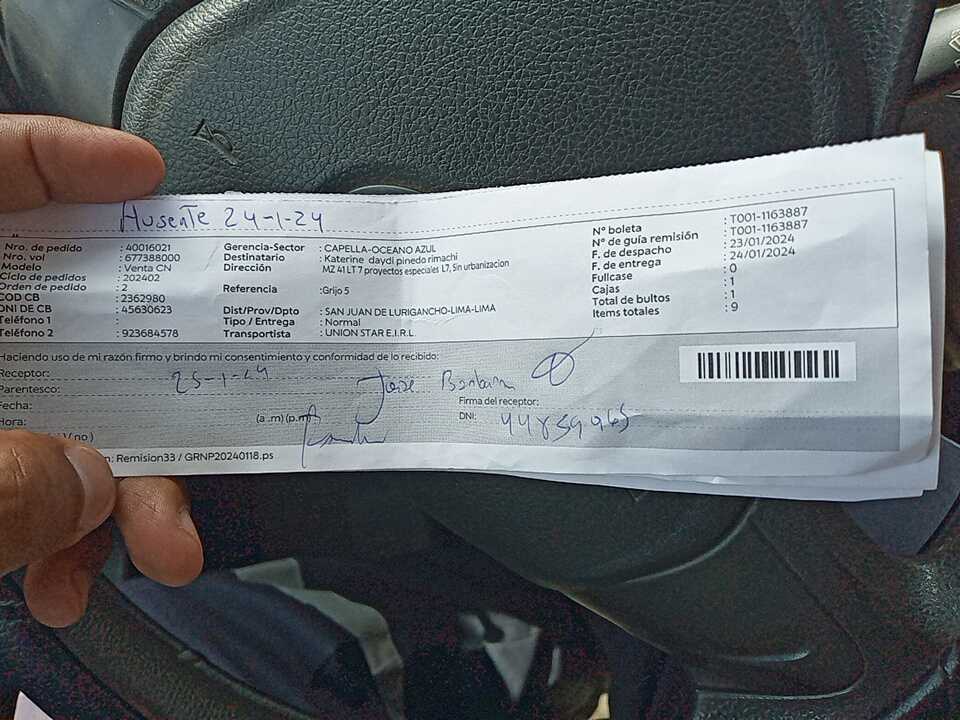 Ausente 24-1-24
Nro. de pedido : 40016021
Nro. vol : 677388000
Modelo : Venta CN
Ciclo de pedidos : 202402
Orden de pedido : 2
COD CB : 2362980
DNI DE CB : 45630623
Teléfono 1 :
Teléfono 2 : 923684578
Gerencia-Sector : CAPELLA-OCEANO AZUL
Destinatario : Katerine daydi pinedo rimachi
Dirección MZ 41 LT 7 proyectos especiales L7, Sin urbanizacion
Referencia : Grijo 5
Dist/Prov/Dpto : SAN JUAN DE LURIGANCHO-LIMA-LIMA
Tipo / Entrega : Normal
Transportista : UNION STAR E.I.R.L.
N° boleta : T001-1163887
N° de guía remisión : T001-1163887
F. de despacho : 23/01/2024
F. de entrega : 24/01/2024
Fullcase : 0
Cajas : 1
Total de bultos : 1
Items totales : 9
Haciendo uso de mi razón firmo y brindo mi consentimiento y conformidad de lo recibido:
Receptor:
Parentesco: 25-1-24 Jose
Fecha:
Hora: (a .m) (p.m)
Firma del receptor:
DNI:
/ no )
n: Remision33 / GRNP20240118.ps